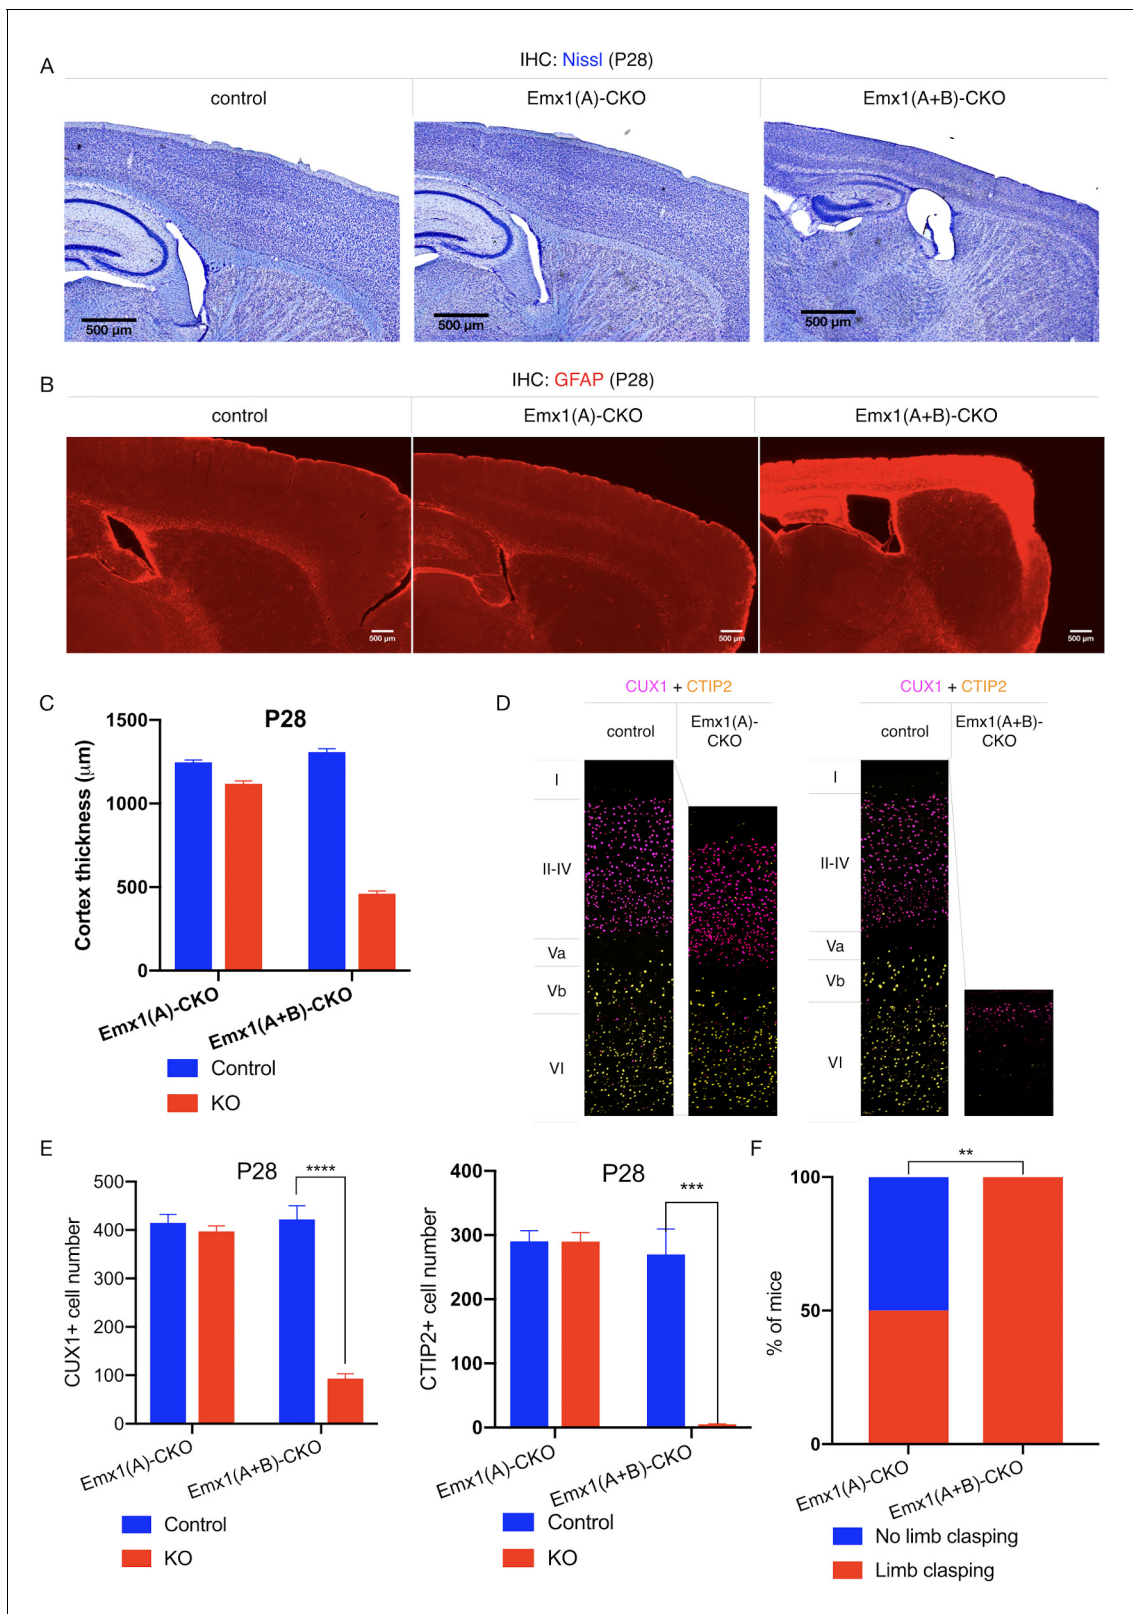 A
IHC: Nissl (P28)
control
Emx1(A)-CKO
Emx1(A+B)-CKO
500 µm
500 µm
500 µm
B
IHC: GFAP (P28)
control
Emx1(A)-CKO
Emx1(A+B)-CKO
500 µm
500 µm
500 µm
C
P28
Cortex thickness (μm)
1500
1000
500
0
Emx1(A)-CKO
Emx1(A+B)-CKO
Control
KO
D
CUX1 + CTIP2
control
Emx1(A)-
CKO
I
II-IV
Va
Vb
VI
CUX1 + CTIP2
control
Emx1(A+B)-
CKO
I
II-IV
Va
Vb
VI
E
P28
****
CUX1+ cell number
500
400
300
200
100
0
Emx1(A)-CKO
Emx1(A+B)-CKO
Control
KO
P28
***
CTIP2+ cell number
400
300
200
100
0
Emx1(A)-CKO
Emx1(A+B)-CKO
Control
KO
F
**
% of mice
100
50
0
Emx1(A)-CKO
Emx1(A+B)-CKO
No limb clasping
Limb clasping